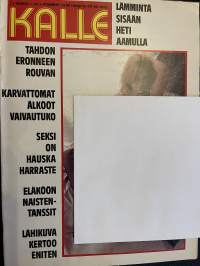 KALLE
LÄMMINTÄ
SISÄÄN
HETI
AAMULLA
TAHDON
ERONNEEN
ROUVAN
KARVATTOMAT
ÄLKÖÖT
VAIVAUTUKO
SEKSI
ON
HAUSKA
HARRASTE
ELÄKÖÖN
NAISTEN-
TANSSIT
LÄHIKUVA
KERTOO
ENITEN